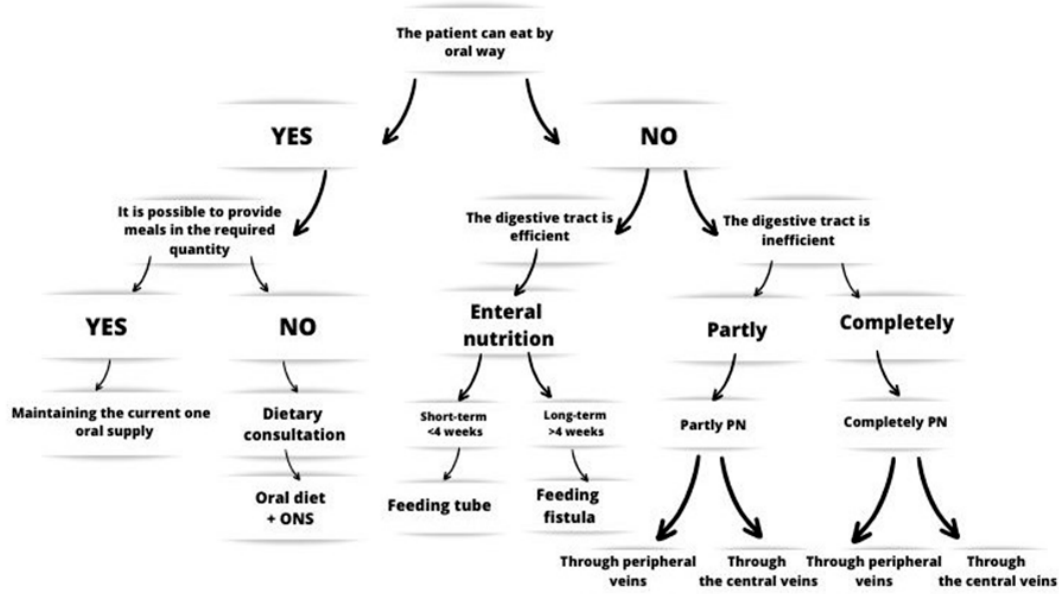 The patient can eat by
oral way
YES
NO
It is possible to provide
meals in the required
quantity
The digestive tract is
efficient
The digestive tract is
inefficient
YES
NO
Enteral
nutrition
Partly
Completely
Maintaining the current one
oral supply
Dietary
consultation
Short-term
<4 weeks
Long-term
>4 weeks
Partly PN
Completely PN
Oral diet
+ ONS
Feeding tube
Feeding
fistula
Through peripheral
veins
Through
the central veins
Through peripheral
veins
Through
the central veins